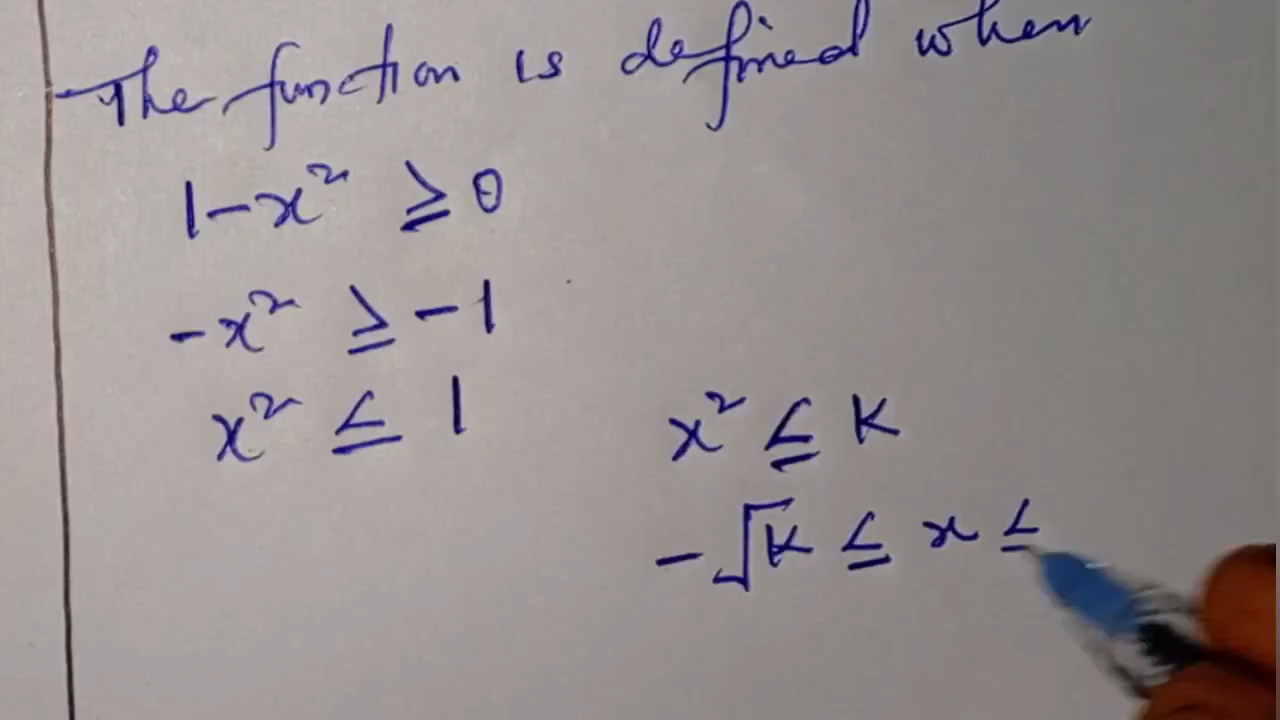 The function is defined when
1-x² ≥ 0
-x² ≥ -1
x² ≤ 1
x² ≤ K
-√K ≤ x ≤